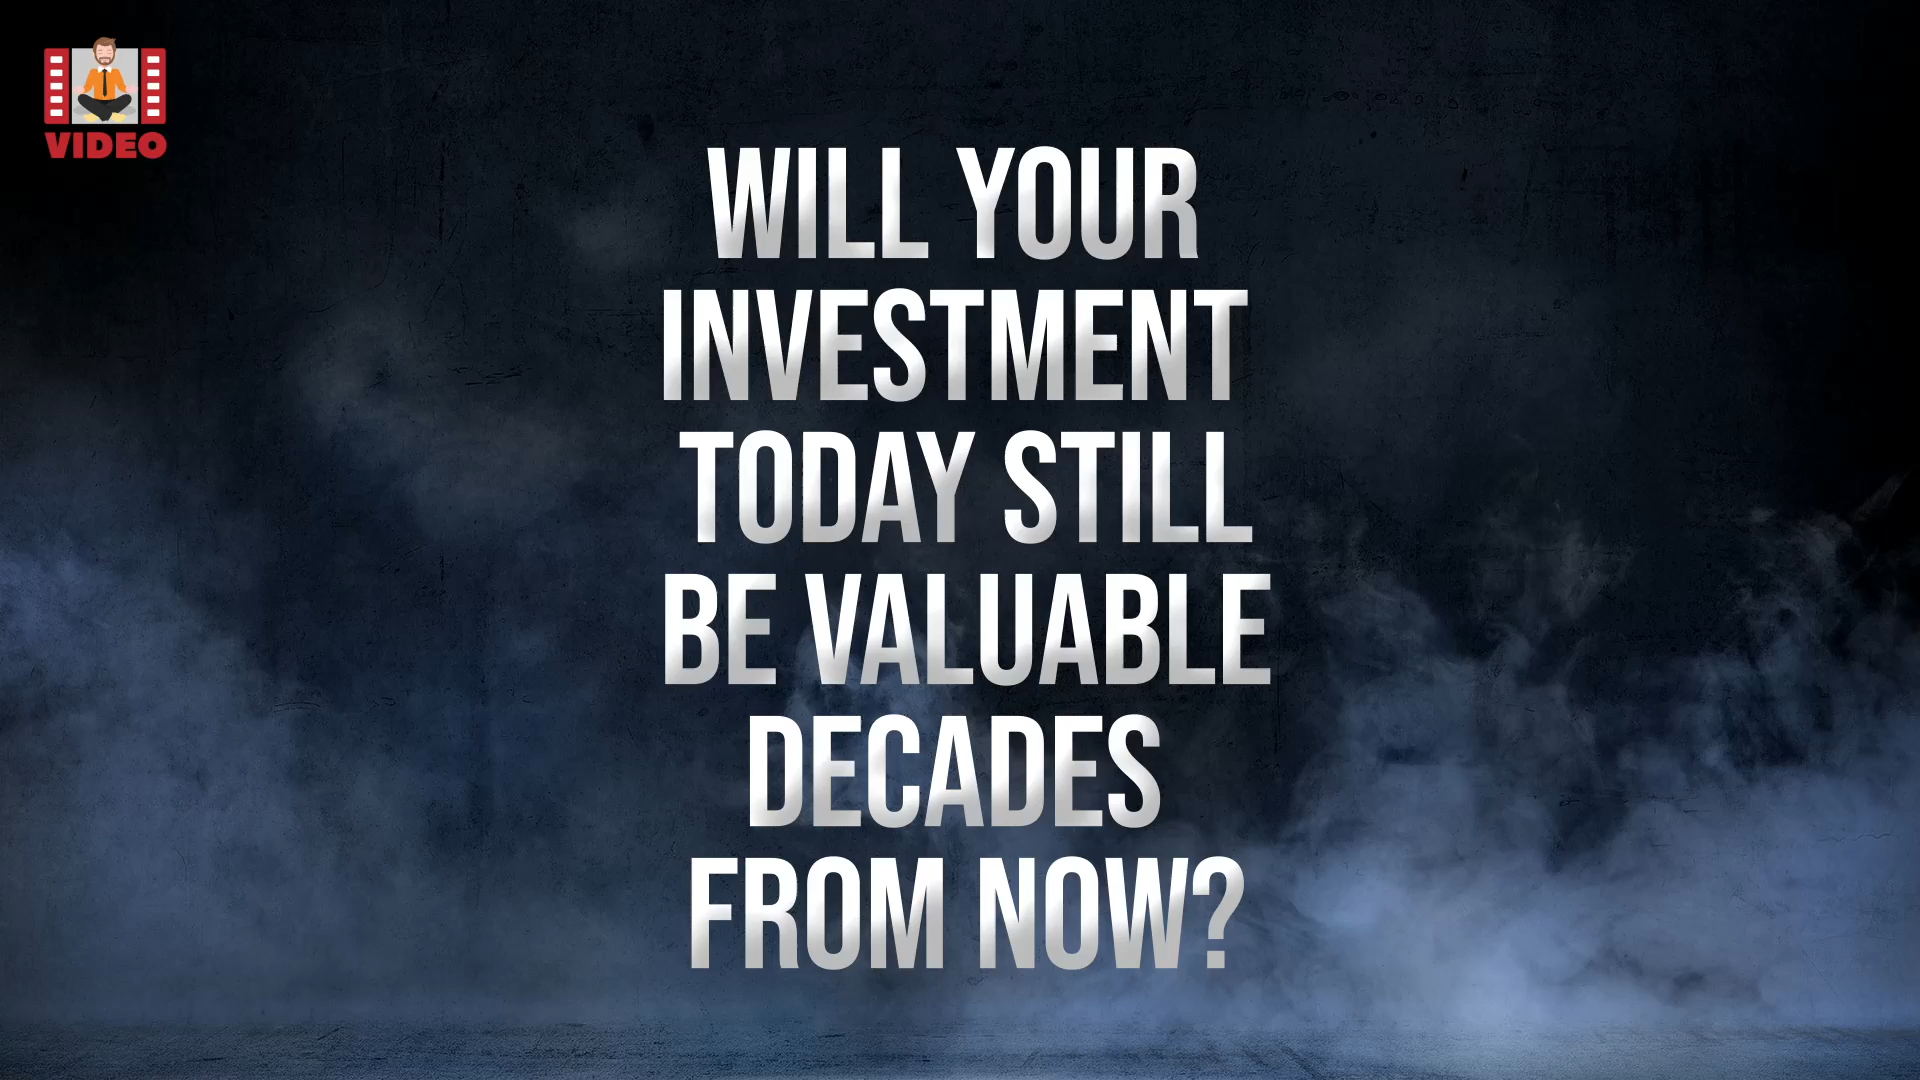 VIDEO
WILL YOUR
INVESTMENT
TODAY STILL
BE VALUABLE
DECADES
FROM NOW?